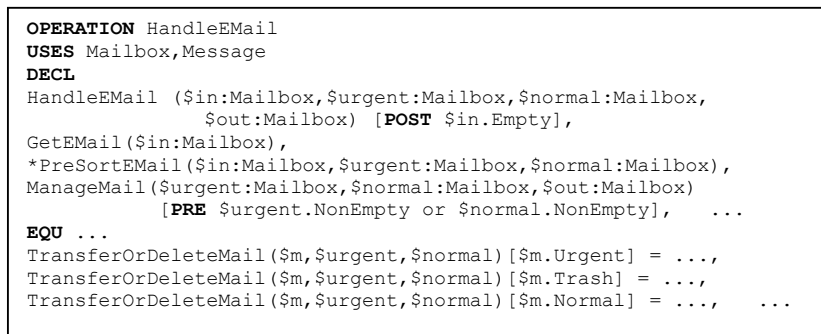 OPERATION HandleEMail
USES Mailbox,Message
DECL
HandleEMail ($in:Mailbox,$urgent:Mailbox,$normal:Mailbox,
$out:Mailbox) [POST $in.Empty],
GetEMail($in:Mailbox),
*PreSortEMail($in:Mailbox,$urgent:Mailbox,$normal:Mailbox),
ManageMail($urgent:Mailbox,$normal:Mailbox,$out:Mailbox)
[PRE $urgent.NonEmpty or $normal.NonEmpty], ...
EQU ...
TransferOrDeleteMail($m,$urgent,$normal)[$m.Urgent] = ...,
TransferOrDeleteMail($m,$urgent,$normal)[$m.Trash] = ...,
TransferOrDeleteMail($m,$urgent,$normal)[$m.Normal] = ..., ...